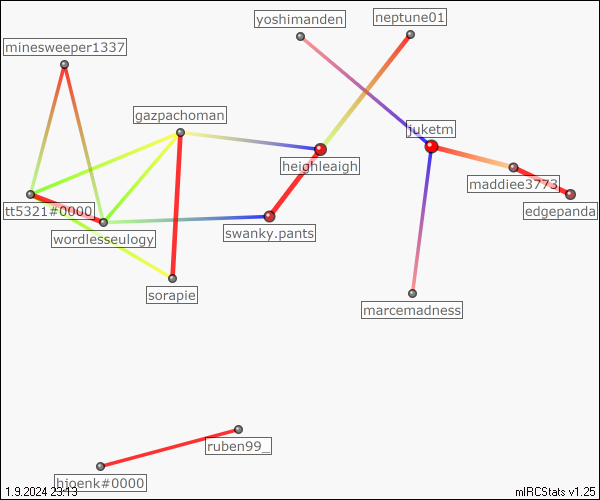 yoshimanden
neptune01
minesweeper1337
gazpachoman
juketm
heighleaigh
maddiee3773
edgepanda
tt5321#0000
wordlesseulogy
swanky.pants
sorapie
marcemadness
ruben99_
hjoenk#0000
1.9.2024 23:13
mIRCStats v1.25